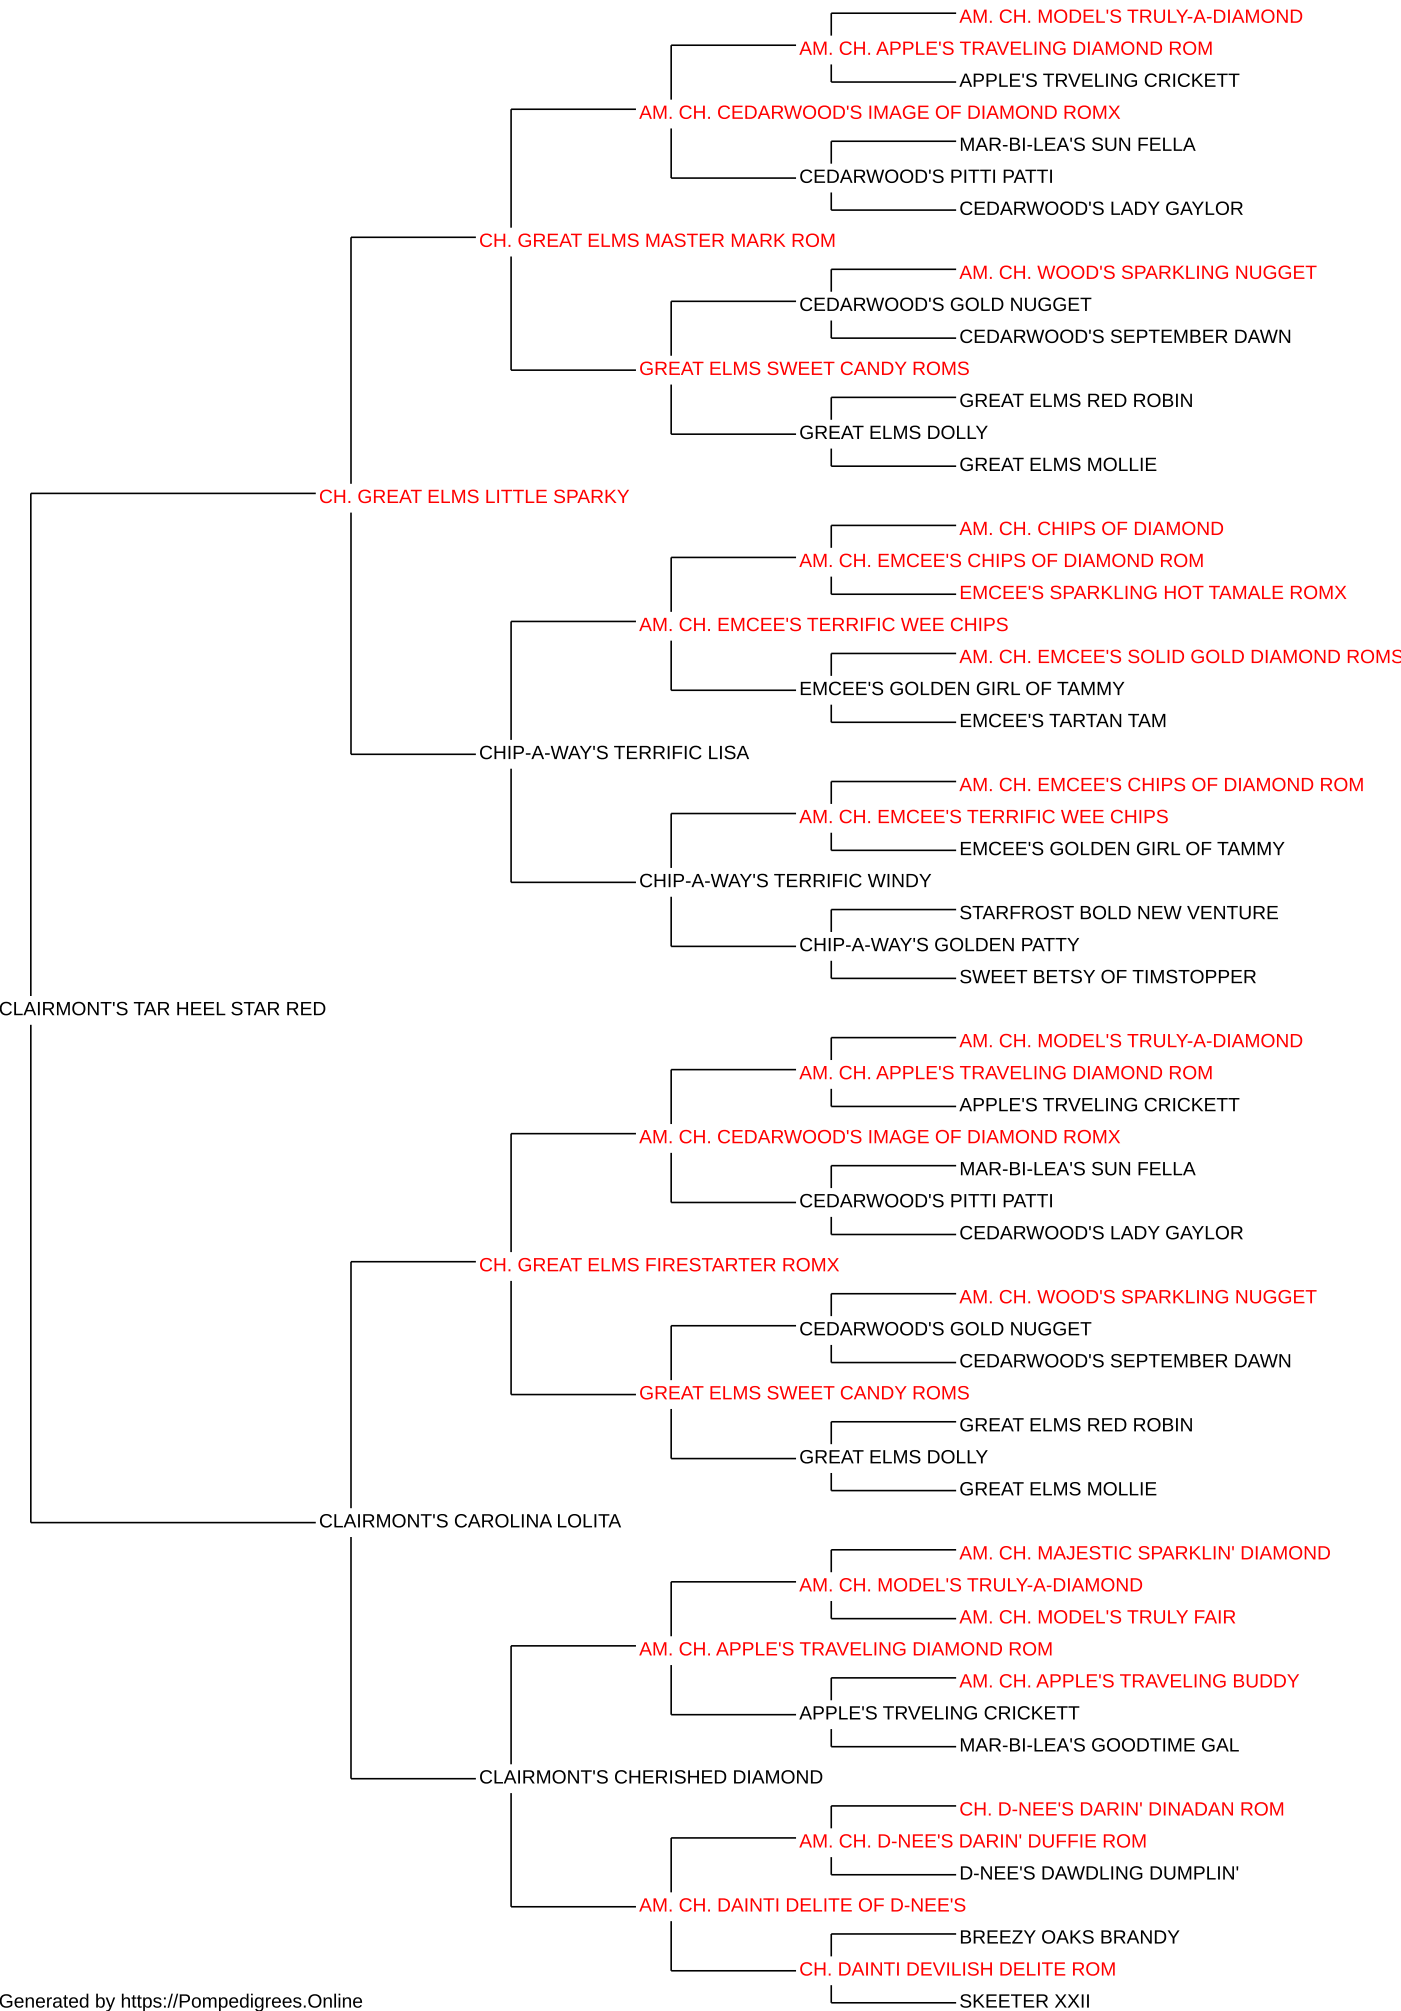 AM. CH. MODEL'S TRULY-A-DIAMOND
AM. CH. APPLE'S TRAVELING DIAMOND ROM
APPLE'S TRVELING CRICKETT
AM. CH. CEDARWOOD'S IMAGE OF DIAMOND ROMX
MAR-BI-LEA'S SUN FELLA
CEDARWOOD'S PITTI PATTI
CEDARWOOD'S LADY GAYLOR
CH. GREAT ELMS MASTER MARK ROM
AM. CH. WOOD'S SPARKLING NUGGET
CEDARWOOD'S GOLD NUGGET
CEDARWOOD'S SEPTEMBER DAWN
GREAT ELMS SWEET CANDY ROMS
GREAT ELMS RED ROBIN
GREAT ELMS DOLLY
GREAT ELMS MOLLIE
CH. GREAT ELMS LITTLE SPARKY
AM. CH. CHIPS OF DIAMOND
AM. CH. EMCEE'S CHIPS OF DIAMOND ROM
EMCEE'S SPARKLING HOT TAMALE ROMX
AM. CH. EMCEE'S TERRIFIC WEE CHIPS
AM. CH. EMCEE'S SOLID GOLD DIAMOND ROMS
EMCEE'S GOLDEN GIRL OF TAMMY
EMCEE'S TARTAN TAM
CHIP-A-WAY'S TERRIFIC LISA
AM. CH. EMCEE'S CHIPS OF DIAMOND ROM
AM. CH. EMCEE'S TERRIFIC WEE CHIPS
EMCEE'S GOLDEN GIRL OF TAMMY
CHIP-A-WAY'S TERRIFIC WINDY
STARFROST BOLD NEW VENTURE
CHIP-A-WAY'S GOLDEN PATTY
SWEET BETSY OF TIMSTOPPER
CLAIRMONT'S TAR HEEL STAR RED
AM. CH. MODEL'S TRULY-A-DIAMOND
AM. CH. APPLE'S TRAVELING DIAMOND ROM
APPLE'S TRVELING CRICKETT
AM. CH. CEDARWOOD'S IMAGE OF DIAMOND ROMX
MAR-BI-LEA'S SUN FELLA
CEDARWOOD'S PITTI PATTI
CEDARWOOD'S LADY GAYLOR
CH. GREAT ELMS FIRESTARTER ROMX
AM. CH. WOOD'S SPARKLING NUGGET
CEDARWOOD'S GOLD NUGGET
CEDARWOOD'S SEPTEMBER DAWN
GREAT ELMS SWEET CANDY ROMS
GREAT ELMS RED ROBIN
GREAT ELMS DOLLY
GREAT ELMS MOLLIE
CLAIRMONT'S CAROLINA LOLITA
AM. CH. MAJESTIC SPARKLIN' DIAMOND
AM. CH. MODEL'S TRULY-A-DIAMOND
AM. CH. MODEL'S TRULY FAIR
AM. CH. APPLE'S TRAVELING DIAMOND ROM
AM. CH. APPLE'S TRAVELING BUDDY
APPLE'S TRVELING CRICKETT
MAR-BI-LEA'S GOODTIME GAL
CLAIRMONT'S CHERISHED DIAMOND
CH. D-NEE'S DARIN' DINADAN ROM
AM. CH. D-NEE'S DARIN' DUFFIE ROM
D-NEE'S DAWDLING DUMPLIN'
AM. CH. DAINTI DELITE OF D-NEE'S
BREEZY OAKS BRANDY
CH. DAINTI DEVILISH DELITE ROM
SKEETER XXII
Generated by https://Pompedigrees.Online